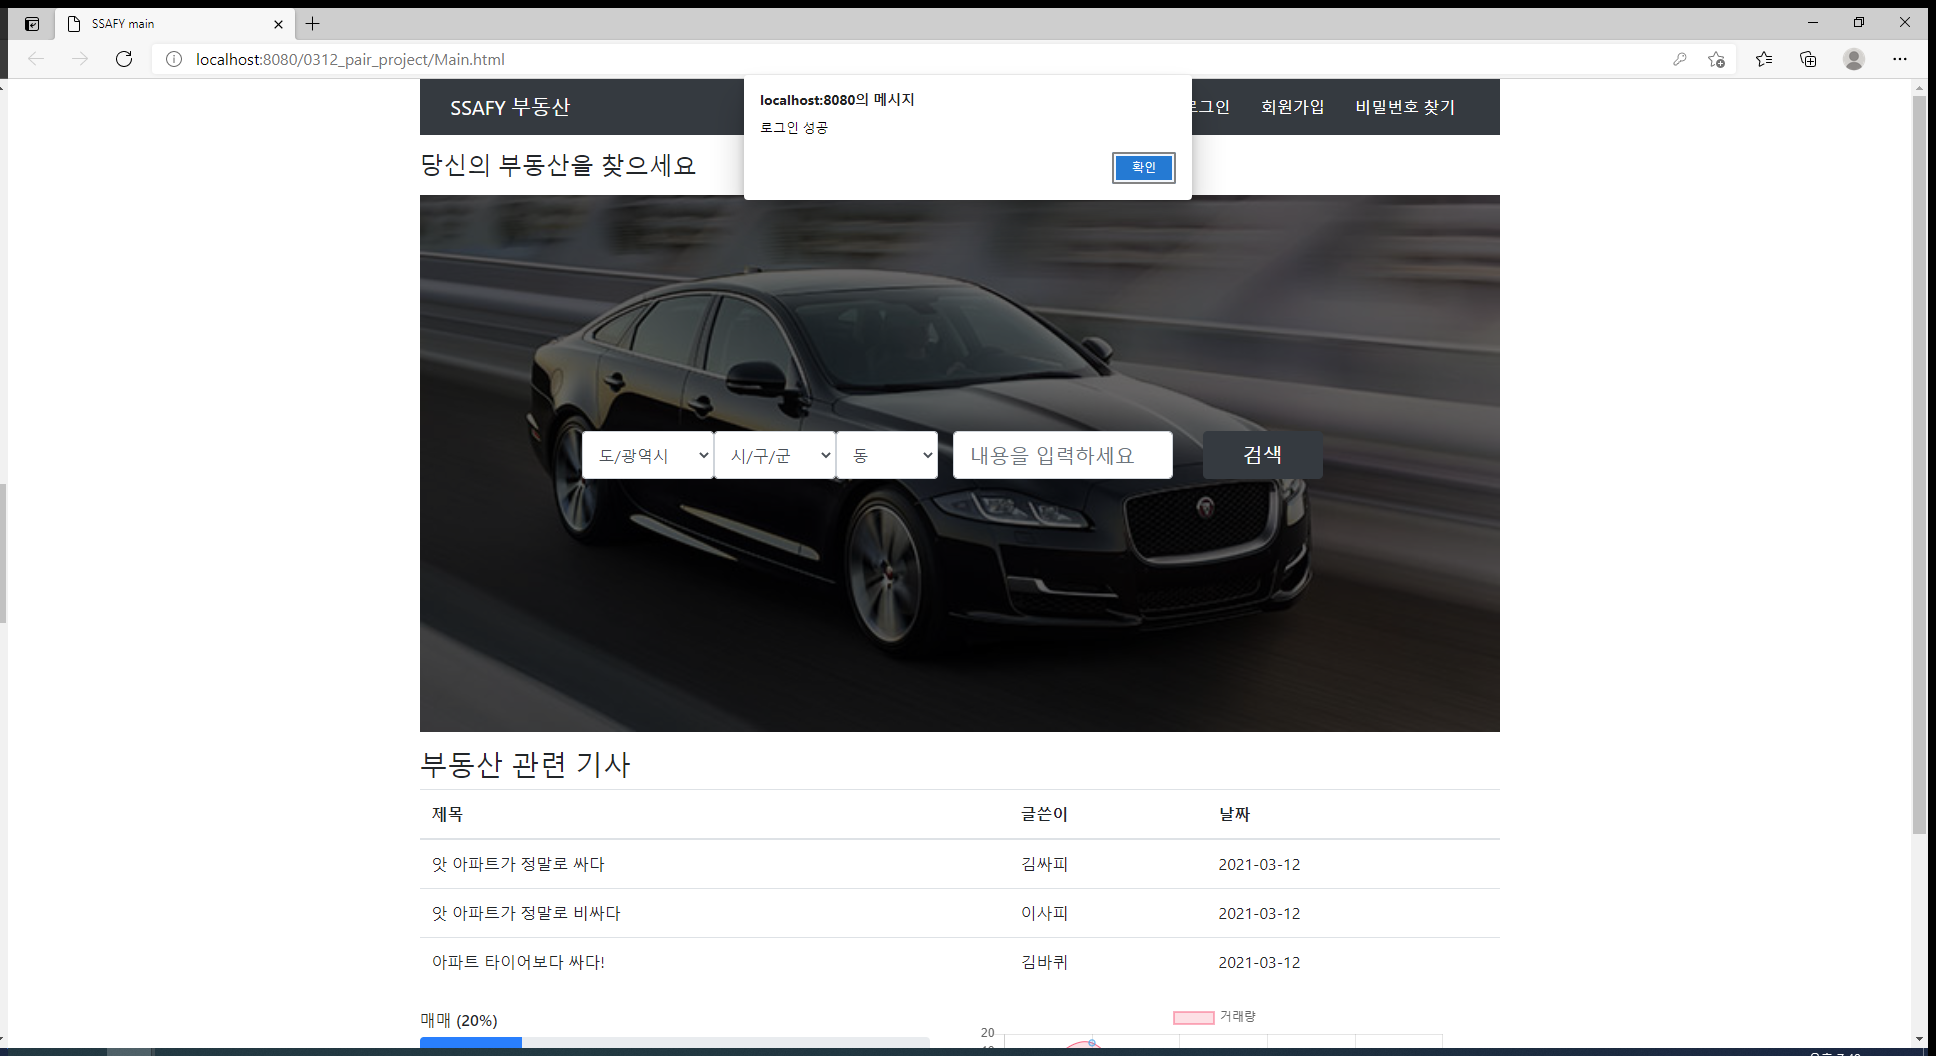 SSAFY main
localhost:8080/0312_pair_project/Main.html
localhost:8080의 메시지
로그인 성공
확인
SSAFY 부동산
로그인 회원가입 비밀번호 찾기
당신의 부동산을 찾으세요
도/광역시 시/구/군 동 내용을 입력하세요 검색
부동산 관련 기사
제목 글쓴이 날짜
앗 아파트가 정말로 싸다 김싸피 2021-03-12
앗 아파트가 정말로 비싸다 이사피 2021-03-12
아파트 타이어보다 싸다! 김바퀴 2021-03-12
매매 (20%)
거래량
20